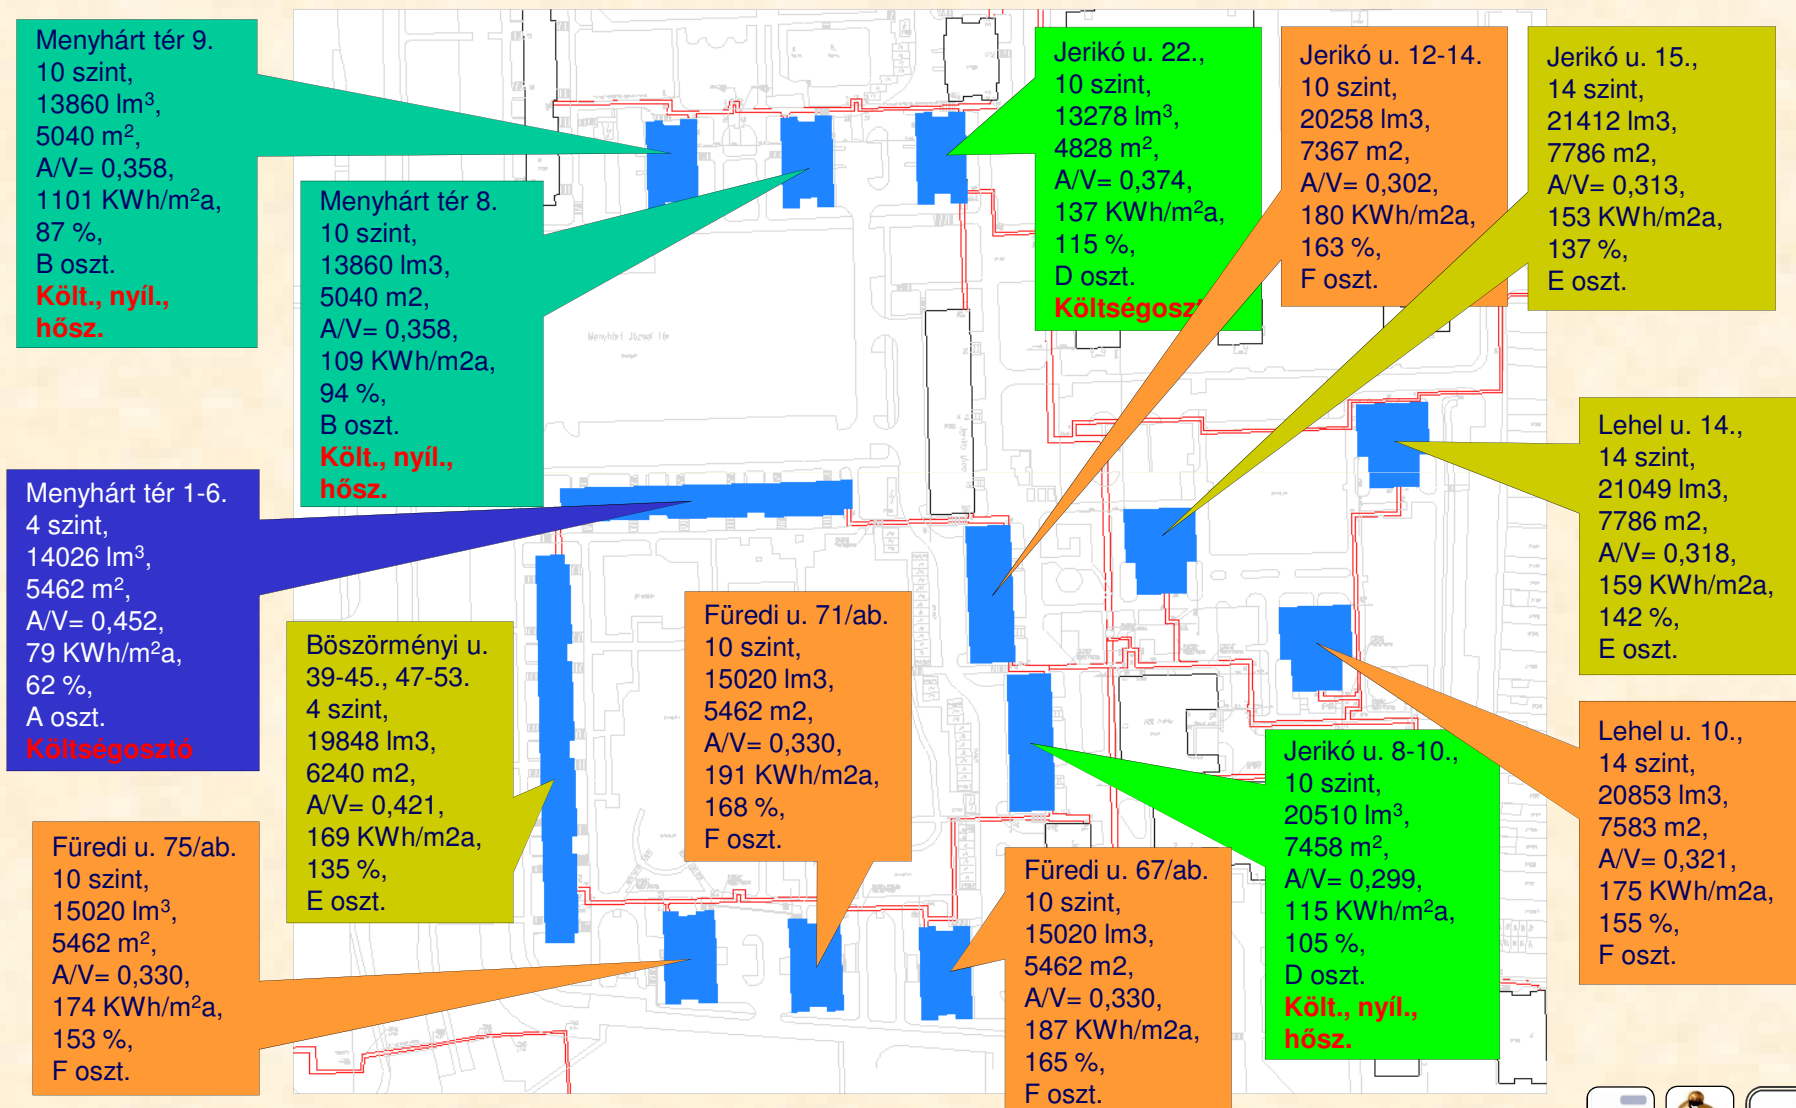 Menyhárt tér 9.
10 szint,
13860 lm³,
5040 m²,
A/V= 0,358,
1101 KWh/m²a,
87 %,
B oszt.
Költ., nyíl.,
hősz.
Menyhárt tér 8.
10 szint,
13860 lm3,
5040 m2,
A/V= 0,358,
109 KWh/m2a,
94 %,
B oszt.
Költ., nyíl.,
hősz.
Jerikó u. 22.,
10 szint,
13278 lm³,
4828 m²,
A/V= 0,374,
137 KWh/m²a,
115 %,
D oszt.
Költségoszt
Jerikó u. 12-14.
10 szint,
20258 lm3,
7367 m2,
A/V= 0,302,
180 KWh/m2a,
163 %,
F oszt.
Jerikó u. 15.,
14 szint,
21412 lm3,
7786 m2,
A/V= 0,313,
153 KWh/m2a,
137 %,
E oszt.
Menyhárt József tér
Lehel u. 14.,
14 szint,
21049 lm3,
7786 m2,
A/V= 0,318,
159 KWh/m2a,
142 %,
E oszt.
Menyhárt tér 1-6.
4 szint,
14026 lm³,
5462 m²,
A/V= 0,452,
79 KWh/m²a,
62 %,
A oszt.
Költségosztó
Böszörményi u.
39-45., 47-53.
4 szint,
19848 lm3,
6240 m2,
A/V= 0,421,
169 KWh/m2a,
135 %,
E oszt.
Füredi u. 71/ab.
10 szint,
15020 lm3,
5462 m2,
A/V= 0,330,
191 KWh/m2a,
168 %,
F oszt.
Lehel u. 10.,
14 szint,
20853 lm3,
7583 m2,
A/V= 0,321,
175 KWh/m2a,
155 %,
F oszt.
Jerikó u. 8-10.,
10 szint,
20510 lm³,
7458 m²,
A/V= 0,299,
115 KWh/m²a,
105 %,
D oszt.
Költ., nyíl.,
hősz.
Füredi u. 75/ab.
10 szint,
15020 lm³,
5462 m²,
A/V= 0,330,
174 KWh/m²a,
153 %,
F oszt.
Füredi u. 67/ab.
10 szint,
15020 lm3,
5462 m2,
A/V= 0,330,
187 KWh/m2a,
165 %,
F oszt.